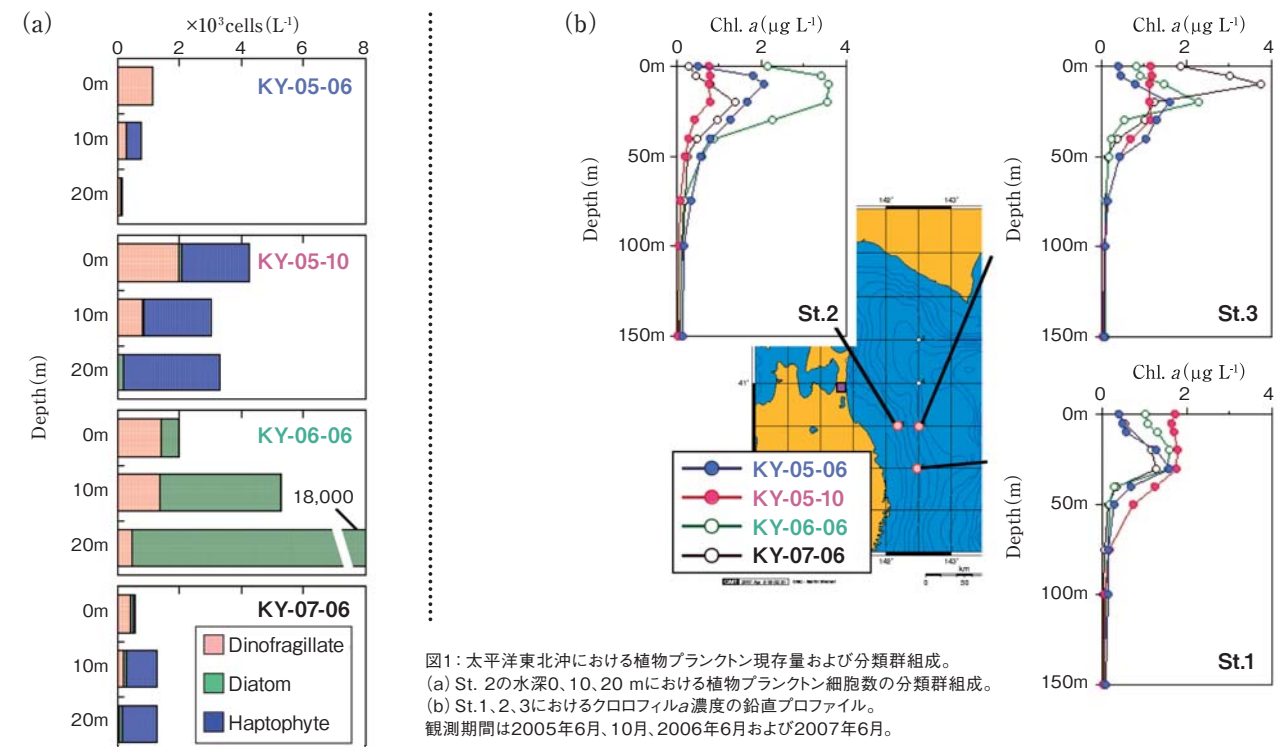 (a)
×10³cells(L⁻¹)
0 2 4 6 8
KY-05-06
0m
10m
20m
KY-05-10
0m
10m
20m
KY-06-06
0m
10m
18,000
20m
KY-07-06
0m
10m
20m
Depth(m)
Dinofragillate
Diatom
Haptophyte
(b)
Chl. a(μg L⁻¹)
0 2 4
0m
50m
100m
150m
Depth(m)
St.2
Chl. a(μg L⁻¹)
0 2 4
0m
50m
100m
150m
Depth(m)
St.3
Chl. a(μg L⁻¹)
0 2 4
0m
50m
100m
150m
Depth(m)
St.1
142° 143°
41°
142° 143°
km
0 50
KY-05-06
KY-05-10
KY-06-06
KY-07-06
図1：太平洋東北沖における植物プランクトン現存量および分類群組成。
(a) St. 2の水深0、10、20 mにおける植物プランクトン細胞数の分類群組成。
(b) St.1、2、3におけるクロロフィルa濃度の鉛直プロファイル。
観測期間は2005年6月、10月、2006年6月および2007年6月。